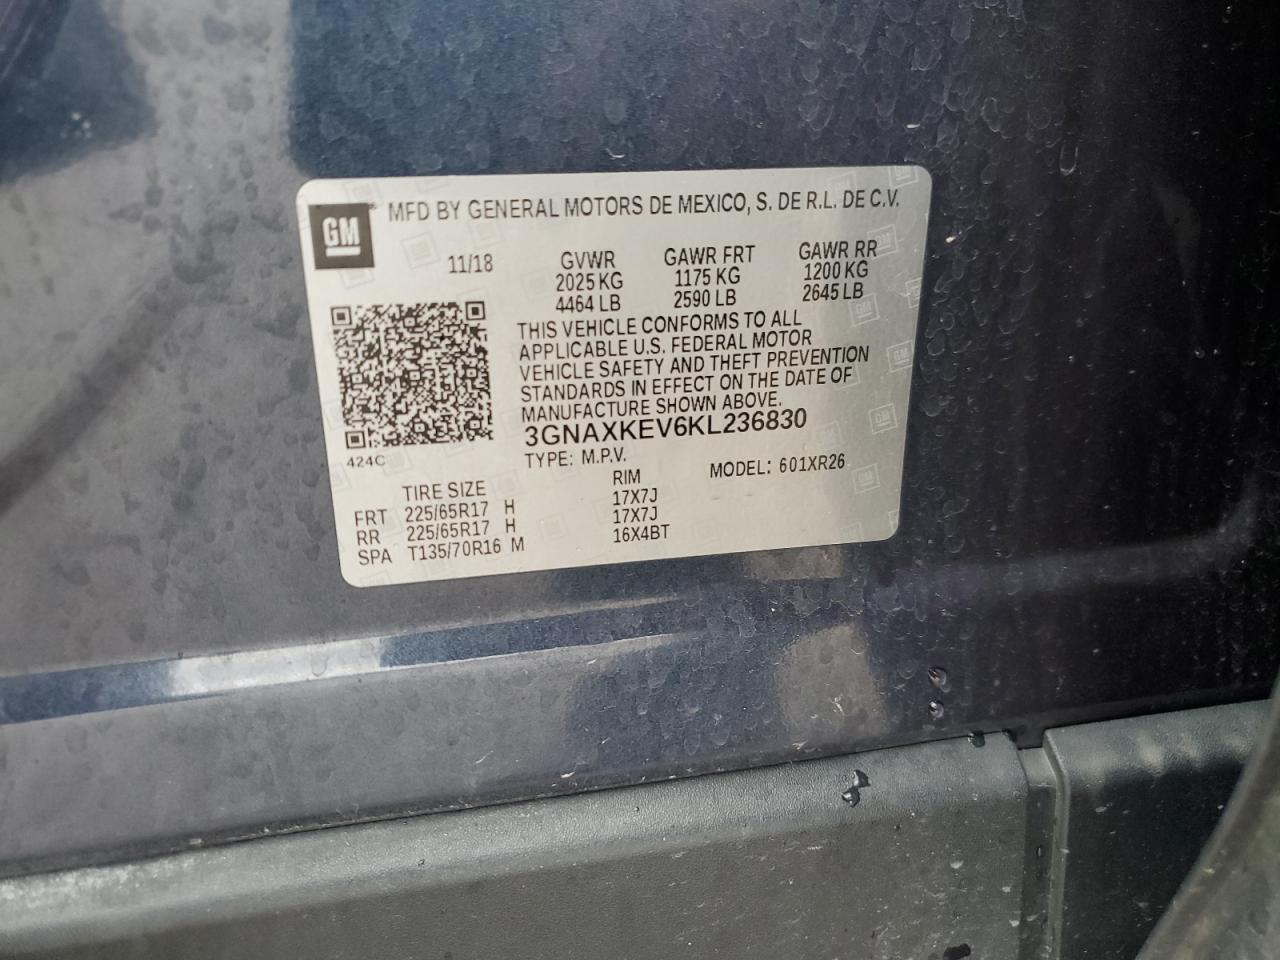 GM
MFD BY GENERAL MOTORS DE MEXICO, S. DE R.L. DE C.V.
11/18 GVWR GAWR FRT GAWR RR
2025 KG 1175 KG 1200 KG
4464 LB 2590 LB 2645 LB
THIS VEHICLE CONFORMS TO ALL
APPLICABLE U.S. FEDERAL MOTOR
VEHICLE SAFETY AND THEFT PREVENTION
STANDARDS IN EFFECT ON THE DATE OF
MANUFACTURE SHOWN ABOVE.
3GNAXKEV6KL236830
424C
TYPE: M.P.V. MODEL: 601XR26
TIRE SIZE RIM
FRT 225/65R17 H 17X7J
RR 225/65R17 H 17X7J
SPA T135/70R16 M 16X4BT